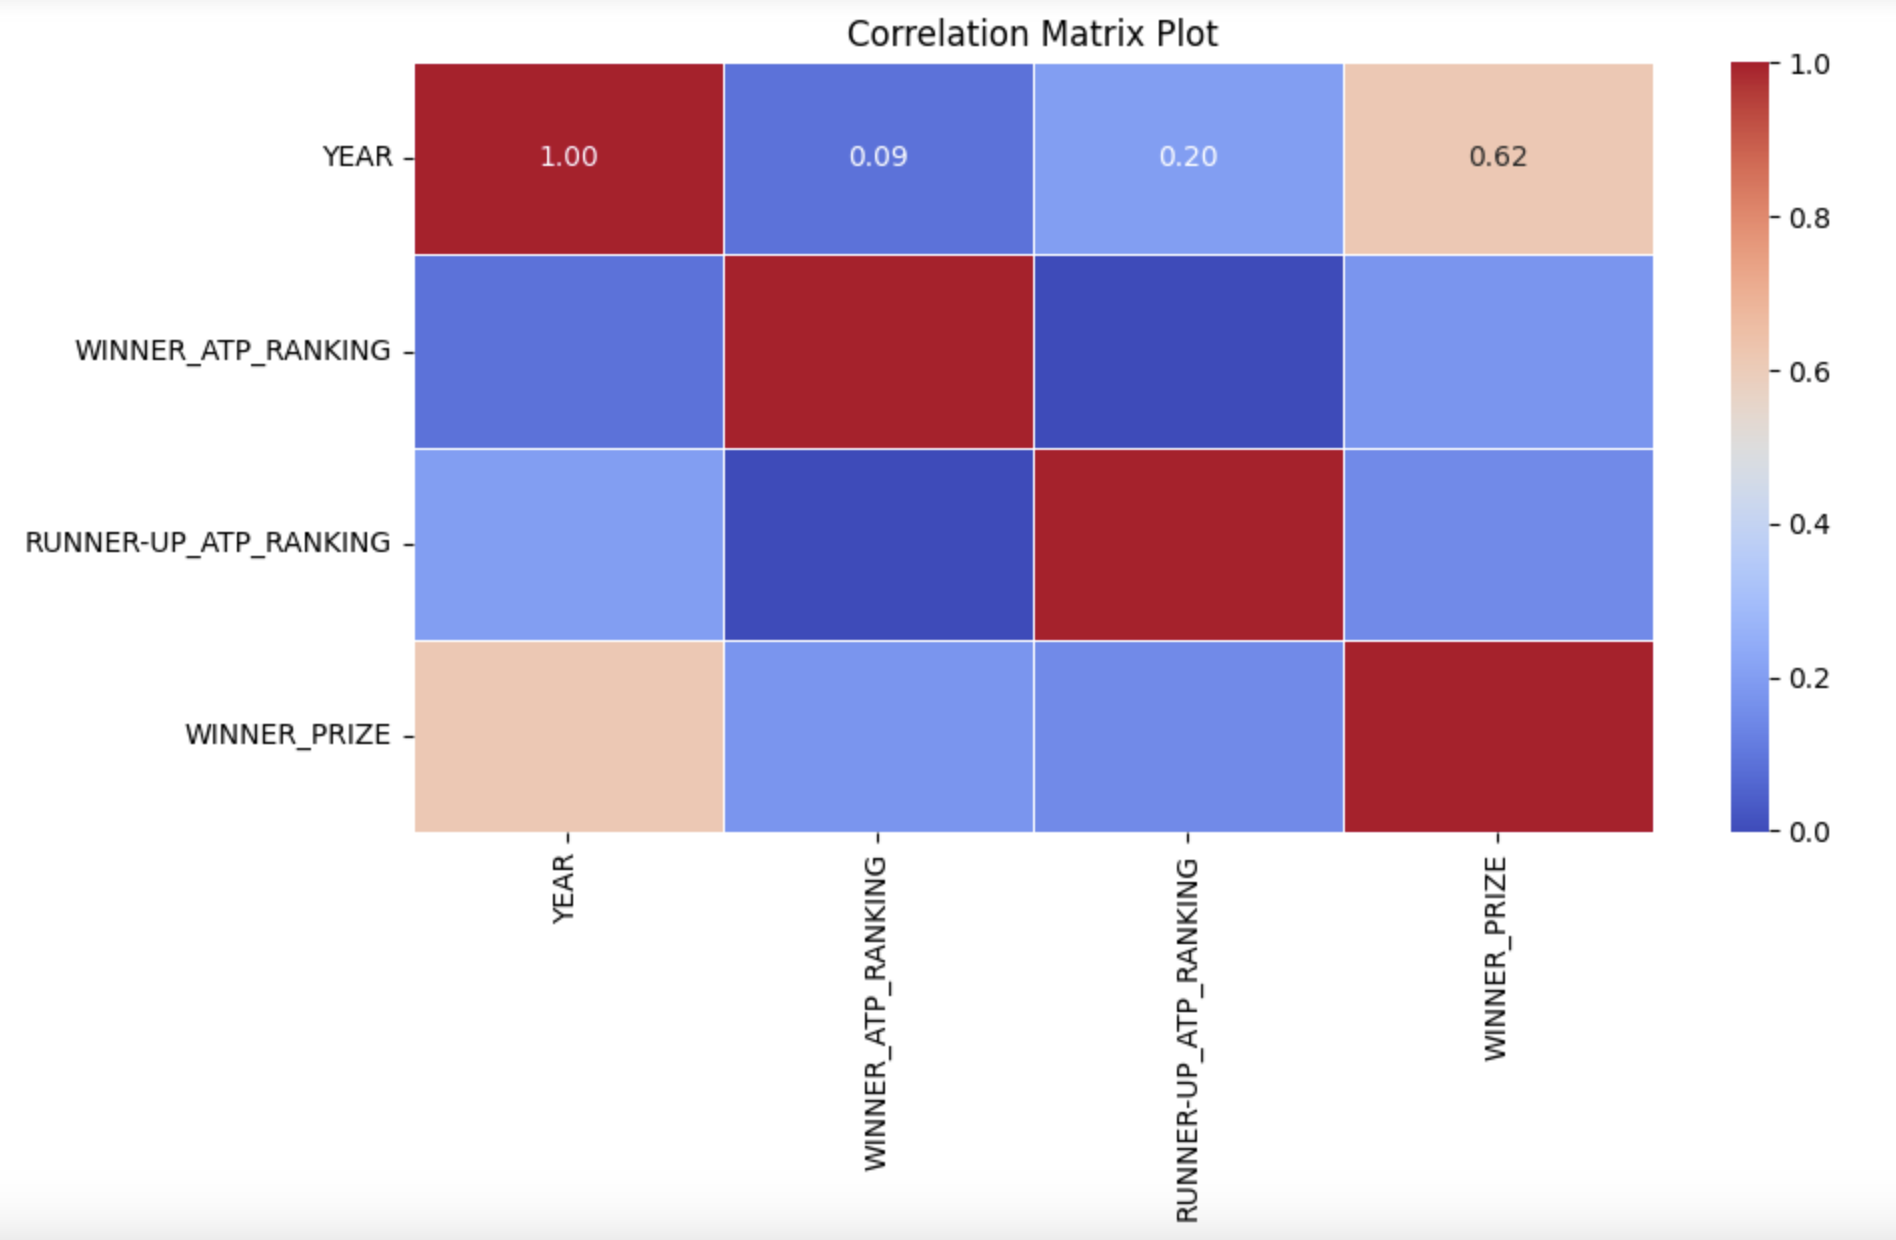 Correlation Matrix Plot
YEAR
1.00 0.09 0.20 0.62
WINNER_ATP_RANKING
RUNNER-UP_ATP_RANKING
WINNER_PRIZE
YEAR
WINNER_ATP_RANKING
RUNNER-UP_ATP_RANKING
WINNER_PRIZE
1.0
0.8
0.6
0.4
0.2
0.0